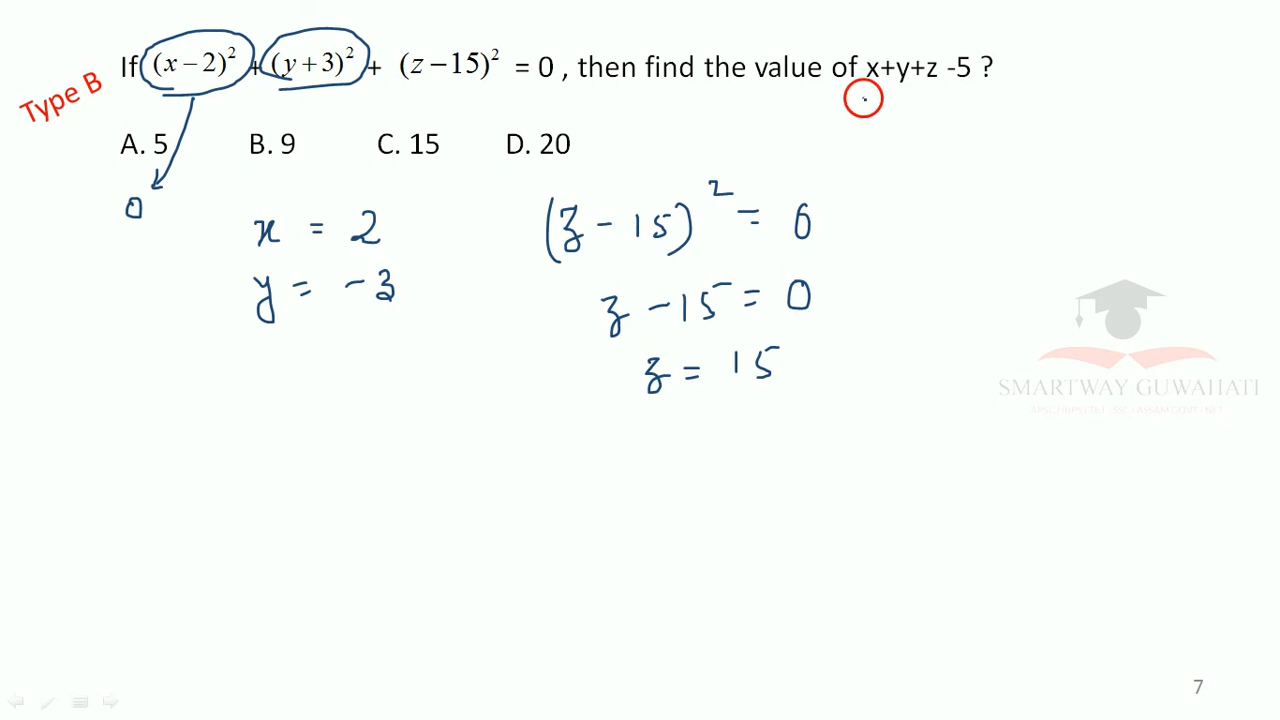 If (x−2)² + (y+3)² + (z−15)² = 0 , then find the value of x+y+z -5 ?
Type B
A. 5 B. 9 C. 15 D. 20
0
x = 2
y = -3
(z - 15)² = 0
z - 15 = 0
z = 15
SMARTWAY GUWAHATI
7